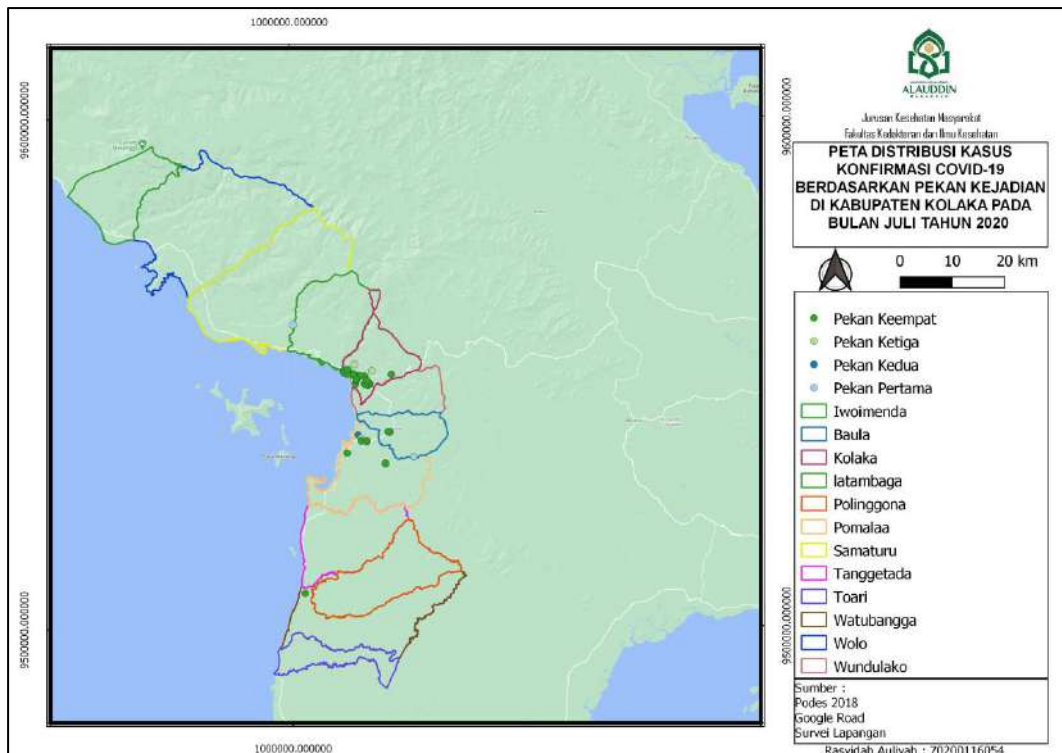 1000000.000000
9600000.000000
9600000.000000
ALAUDDIN
Jurusan Kesehatan Masyarakat
Fakultas Kedokteran dan Ilmu Kesehatan
PETA DISTRIBUSI KASUS
KONFIRMASI COVID-19
BERDASARKAN PEKAN KEJADIAN
DI KABUPATEN KOLAKA PADA
BULAN JULI TAHUN 2020
0 10 20 km
Pekan Keempat
Pekan Ketiga
Pekan Kedua
Pekan Pertama
Iwoimenda
Baula
Kolaka
latambaga
Polinggona
Pomalaa
Samaturu
Tanggetada
Toari
Watubangga
Wolo
Wundulako
9500000.000000
9500000.000000
Sumber :
Podes 2018
Google Road
Survei Lapangan
Rasyidah Auliyah : 70200116054
1000000.000000